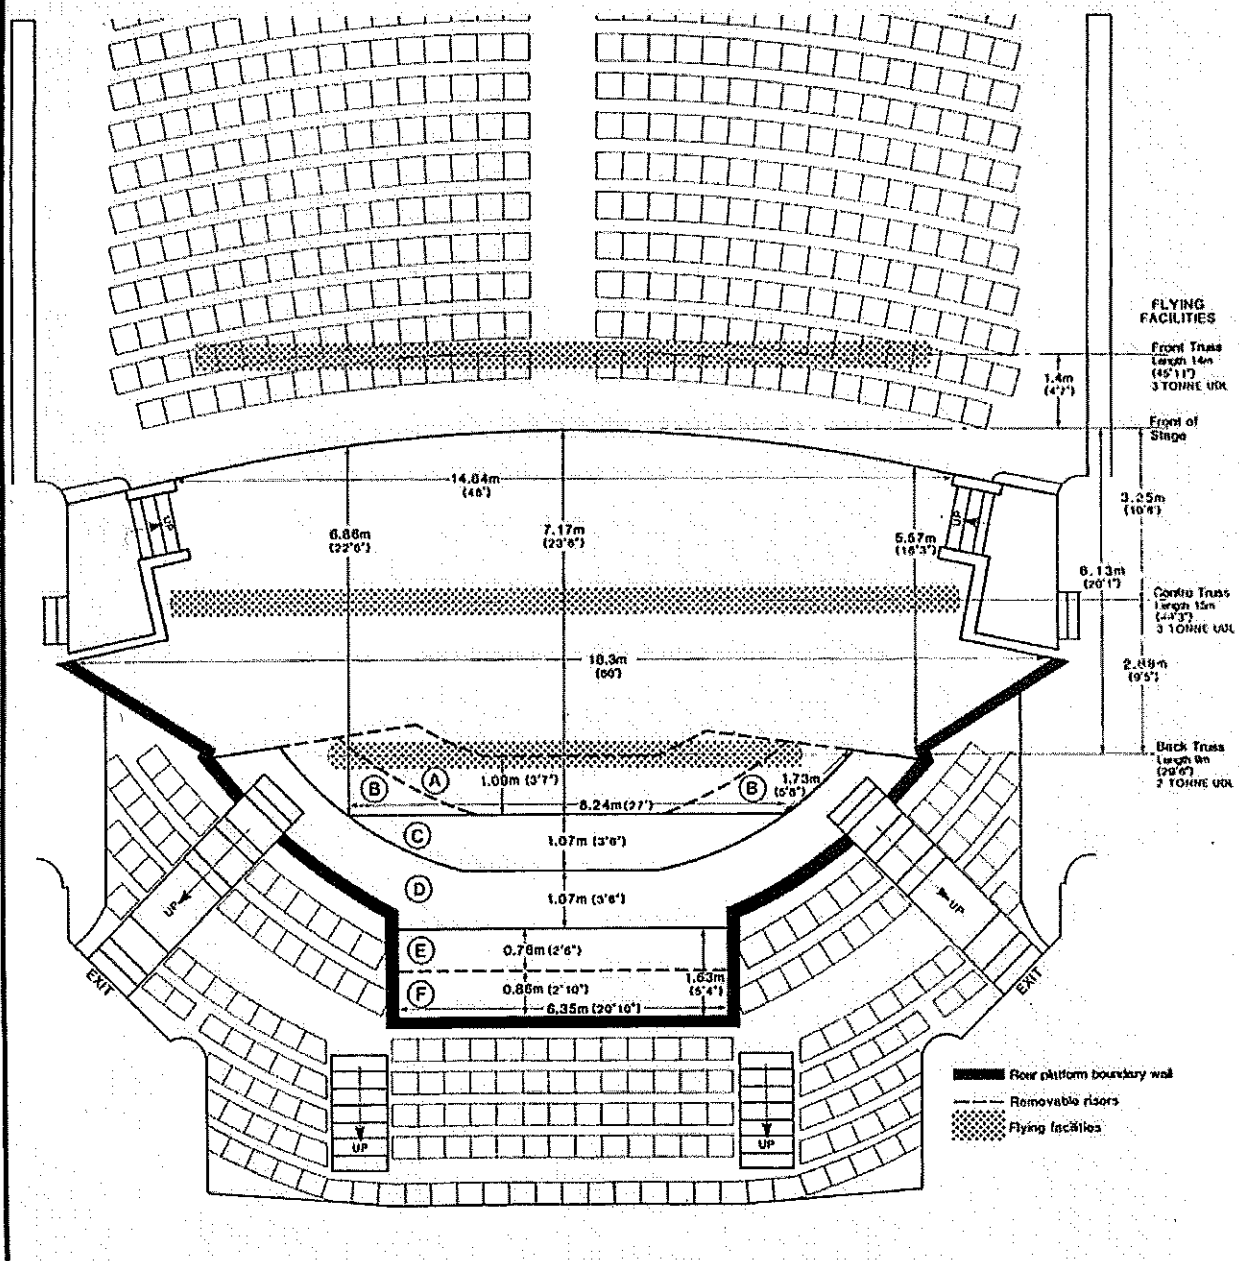 FLYING
FACILITIES
Front Truss
Length 14m
(45'11")
3 TONNE UDL
1.4m
(4'7")
Front of
Stage
14.64m
(48')
3.25m
(10'8")
UP
UP
6.86m
(22'6")
7.17m
(23'6")
5.57m
(18'3")
6.13m
(20'1")
Centre Truss
Length 15m
3 TONNE UDL
18.3m
(60')
2.88m
(9'5")
Back Truss
Length 9m
(29'6")
2 TONNE UDL
1.09m (3'7")
1.73m
(5'8")
A
B
B
8.24m (27')
C
1.07m (3'6")
D
1.07m (3'6")
UP
UP
E
0.76m (2'6")
1.63m
(5'4")
EXIT
EXIT
F
0.86m (2'10")
6.35m (20'10")
Rear platform boundary wall
Removable risers
Flying facilities
UP
UP